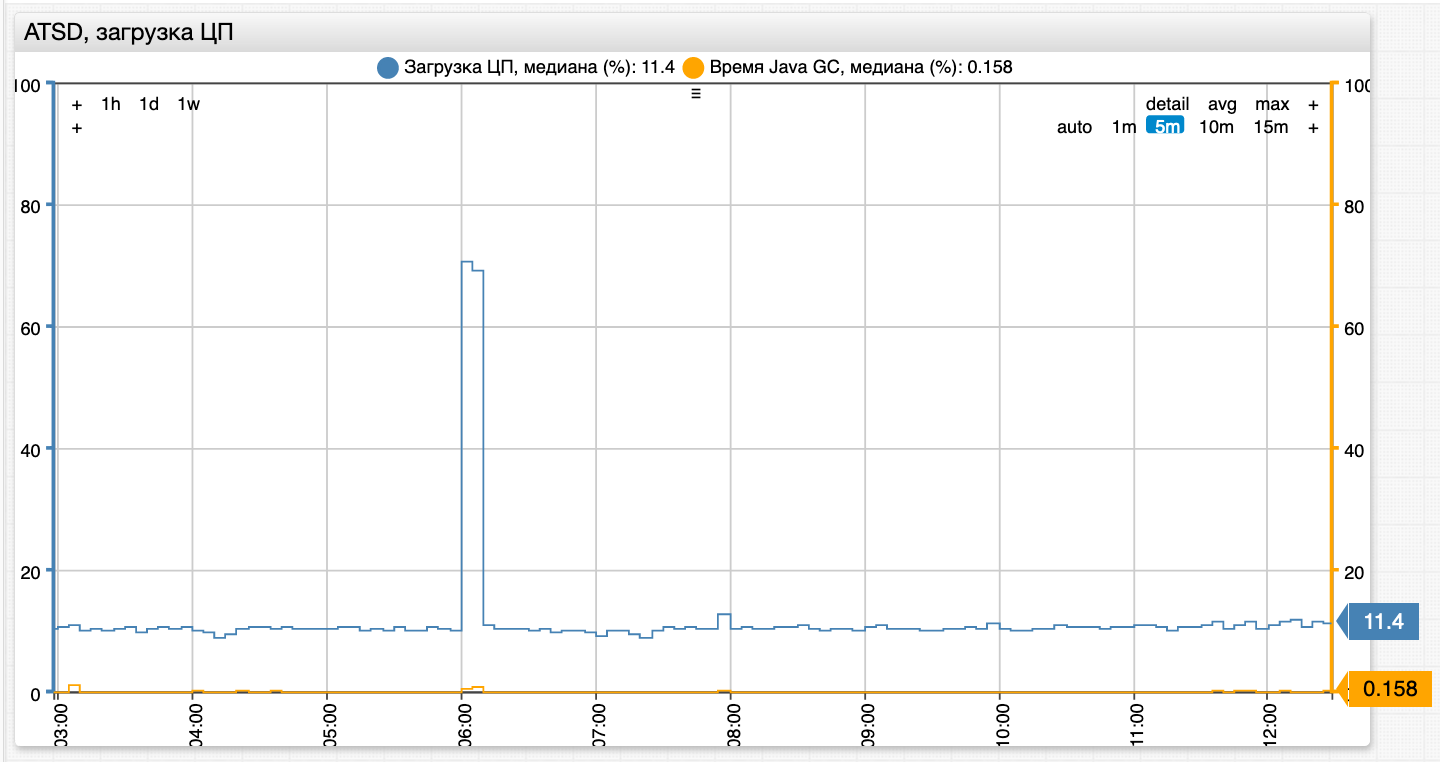 ATSD, загрузка ЦП
Загрузка ЦП, медиана (%): 11.4 Время Java GC, медиана (%): 0.158
100 100
+ 1h 1d 1w detail avg max +
+ auto 1m 5m 10m 15m +
80 80
60 60
40 40
20 20
11.4
0 0.158
03:00 04:00 05:00 06:00 07:00 08:00 09:00 10:00 11:00 12:00